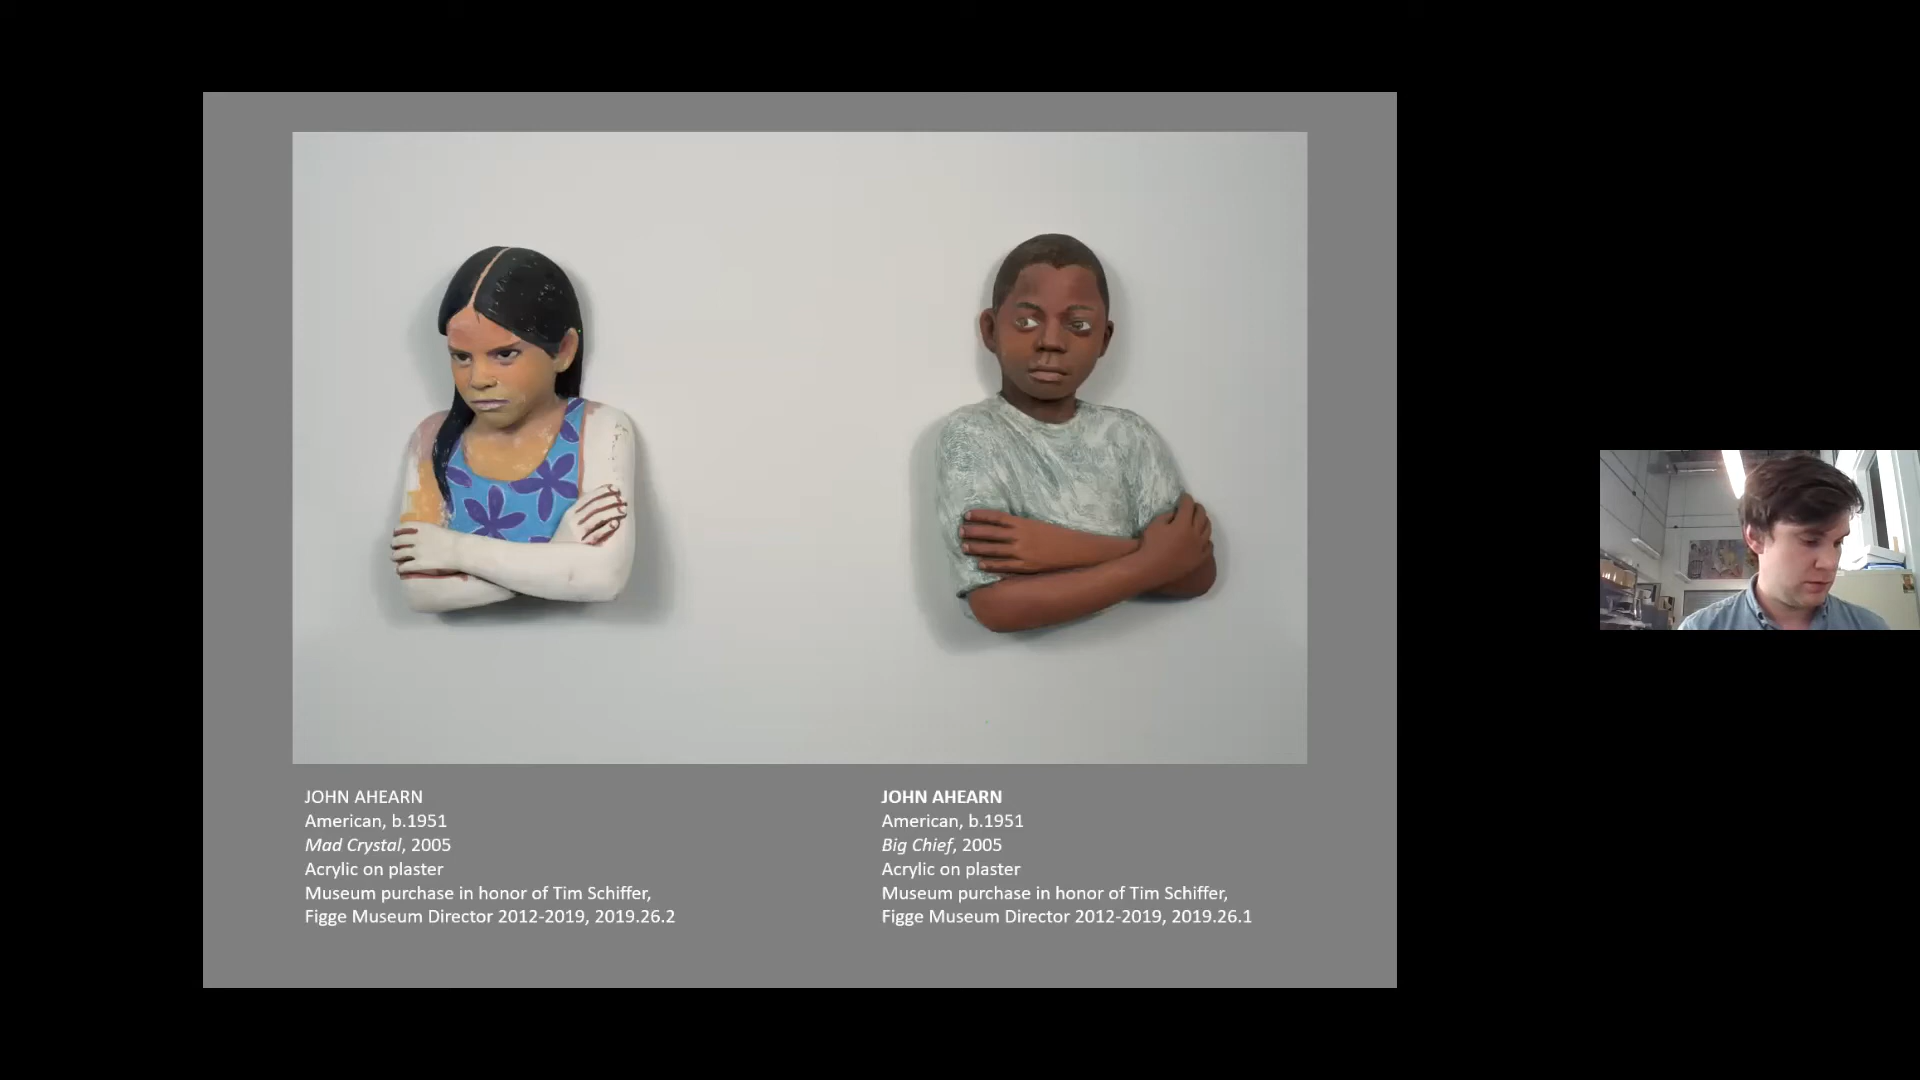 JOHN AHEARN
American, b.1951
Mad Crystal, 2005
Acrylic on plaster
Museum purchase in honor of Tim Schiffer,
Figge Museum Director 2012-2019, 2019.26.2
JOHN AHEARN
American, b.1951
Big Chief, 2005
Acrylic on plaster
Museum purchase in honor of Tim Schiffer,
Figge Museum Director 2012-2019, 2019.26.1